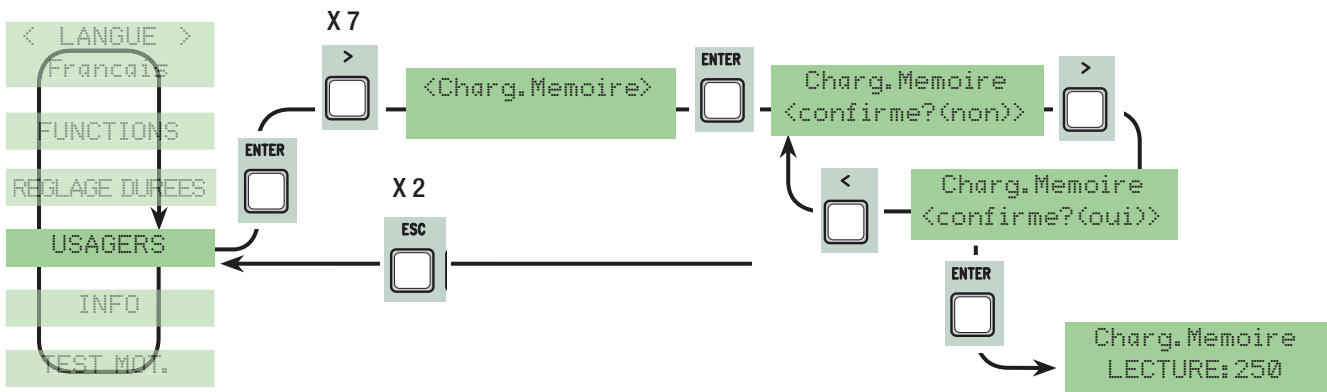 < LANGUE >
Francais
FUNCTIONS
REGLAGE DUREES
USAGERS
INFO
TEST MOT.
ENTER
X 7
>
<Charg.Memoire>
ENTER
Charg.Memoire
<confirme?(non)>
>
<
Charg.Memoire
<confirme?(oui)>
X 2
ESC
ENTER
Charg.Memoire
LECTURE:250